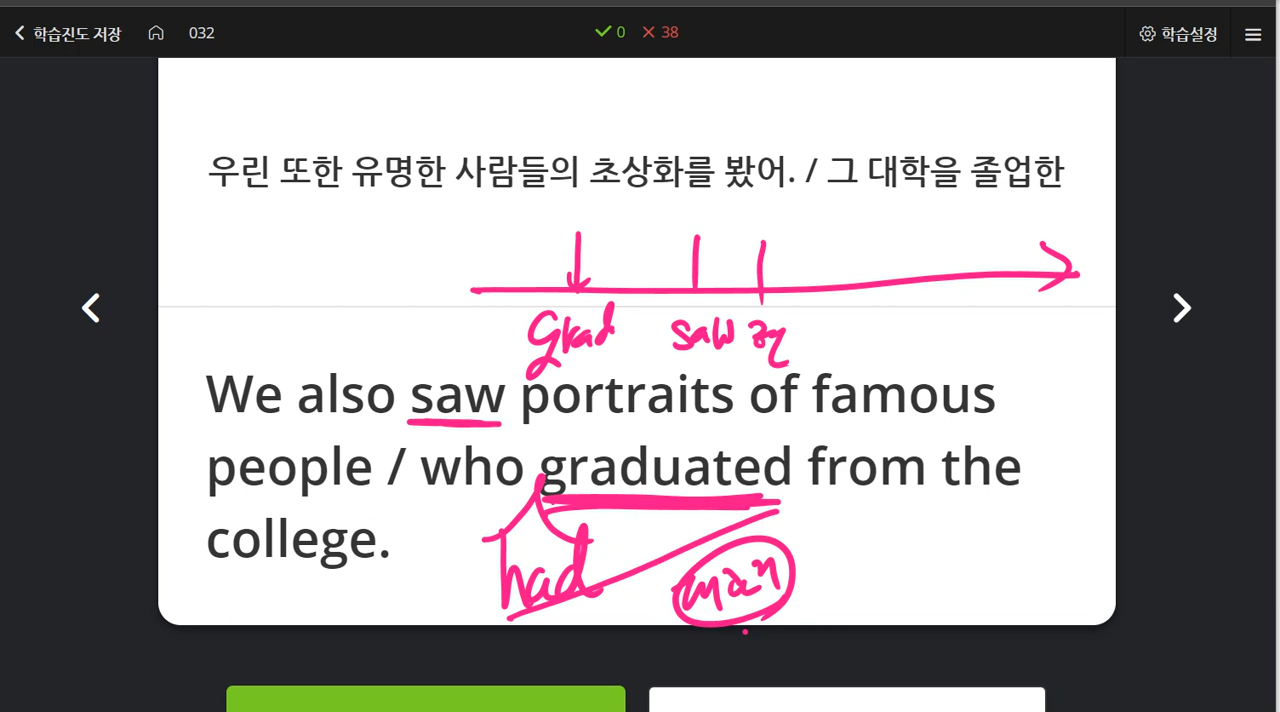 학습진도 저장 032 0 38 학습설정
우린 또한 유명한 사람들의 초상화를 봤어. / 그 대학을 졸업한
Grad saw
We also saw portraits of famous
people / who graduated from the
college.
had